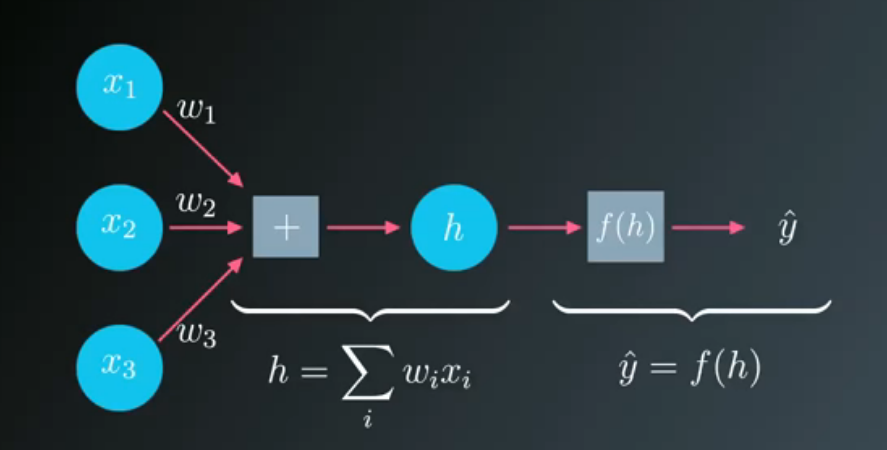 x₁
w₁
x₂
w₂
+
h
f(h)
ŷ
x₃
w₃
h = ∑ᵢ wᵢxᵢ
ŷ = f(h)